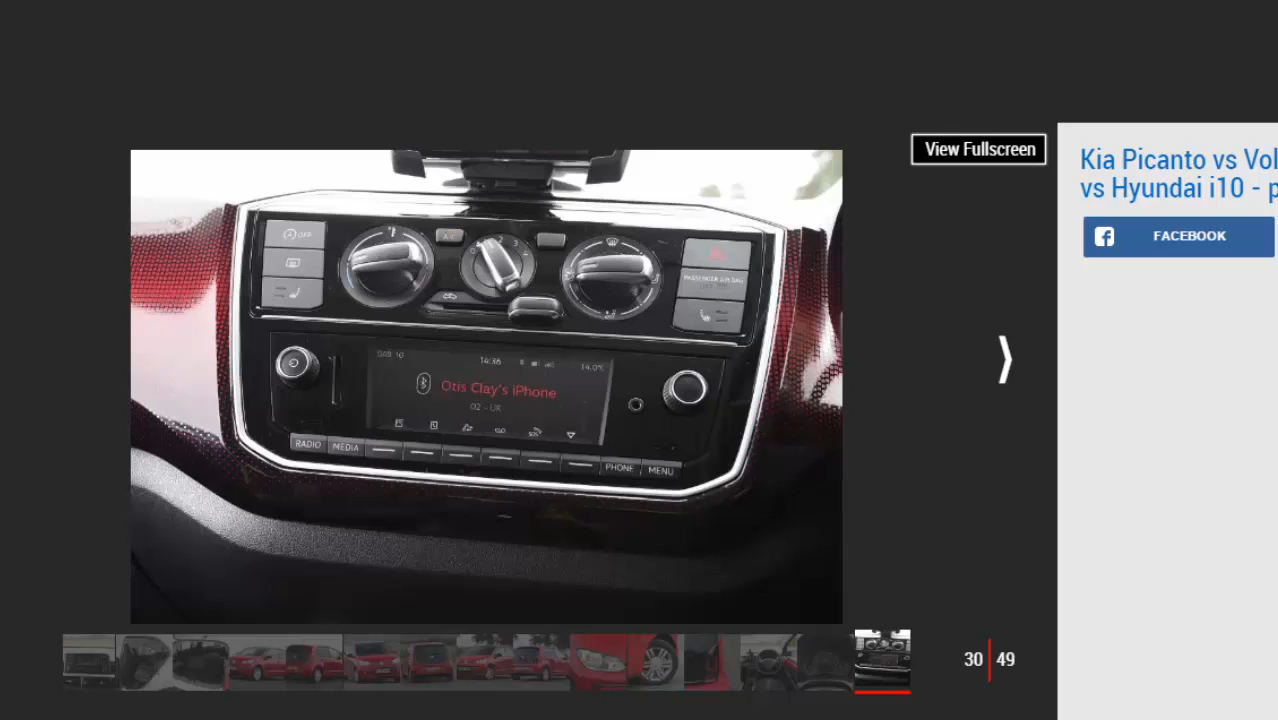 View Fullscreen
Kia Picanto vs Vol
vs Hyundai i10 - p
FACEBOOK
OFF
A/C
PASSENGER AIR BAG
14:36
14.0°C
Otis Clay's iPhone
02 - UK
RADIO
MEDIA
PHONE
MENU
30 49